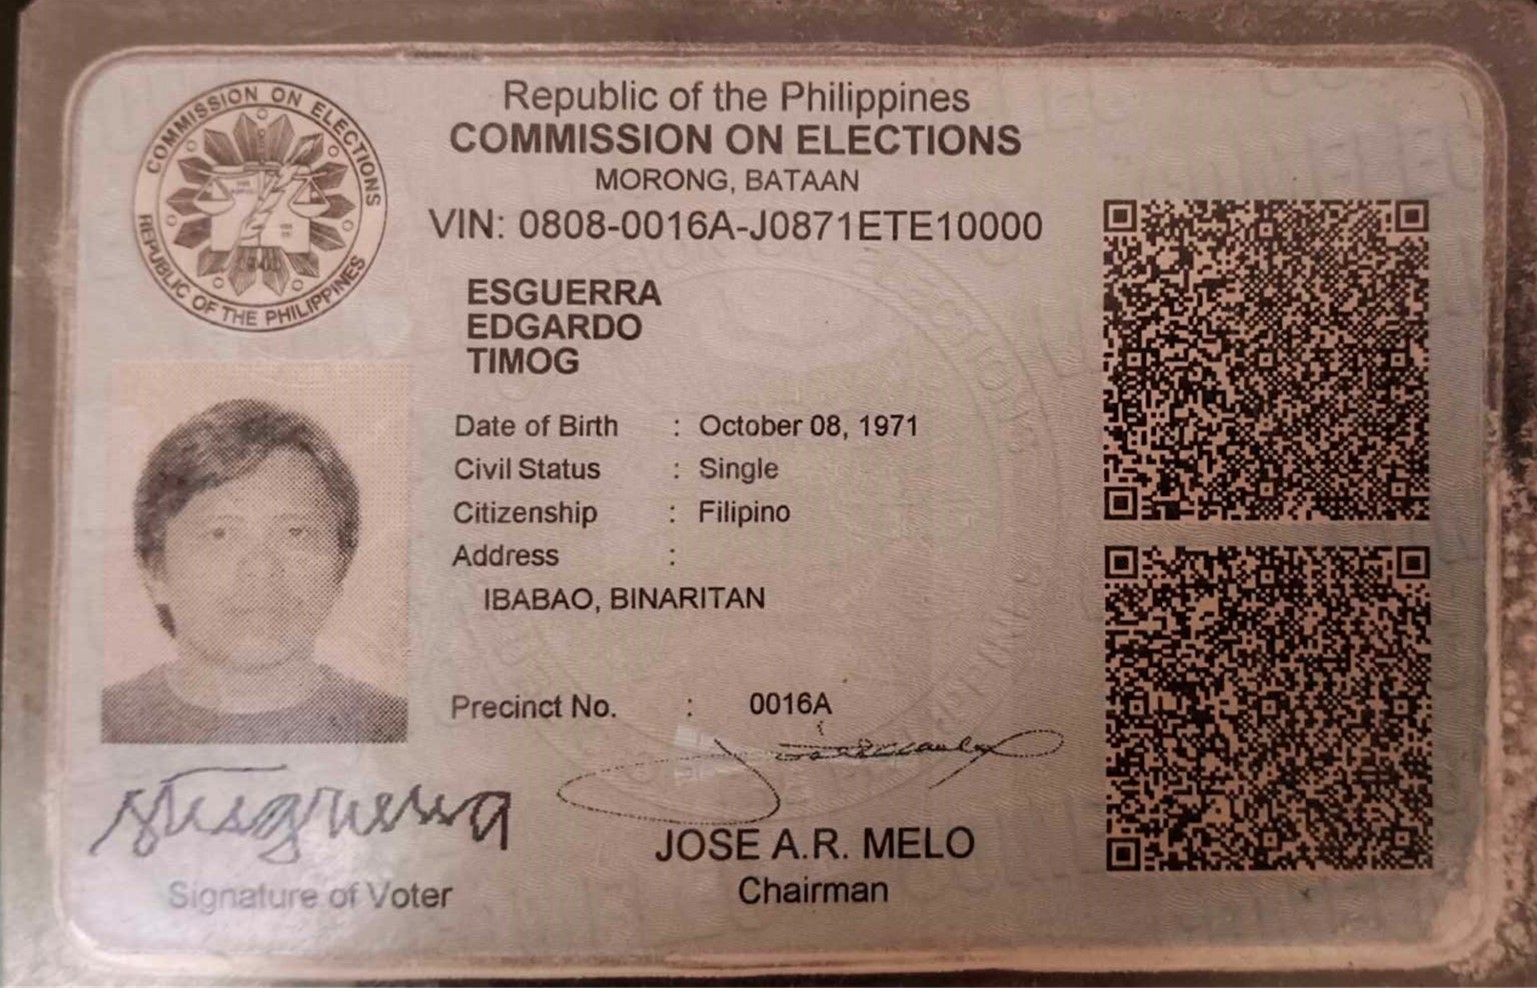 COMMISSION ON ELECTIONS
REPUBLIC OF THE PHILIPPINES
Republic of the Philippines
COMMISSION ON ELECTIONS
MORONG, BATAAN
VIN: 0808-0016A-J0871ETE10000
ESGUERRA
EDGARDO
TIMOG
Date of Birth : October 08, 1971
Civil Status : Single
Citizenship : Filipino
Address :
IBABAO, BINARITAN
Precinct No. : 0016A
JOSE A.R. MELO
Chairman
Signature of Voter